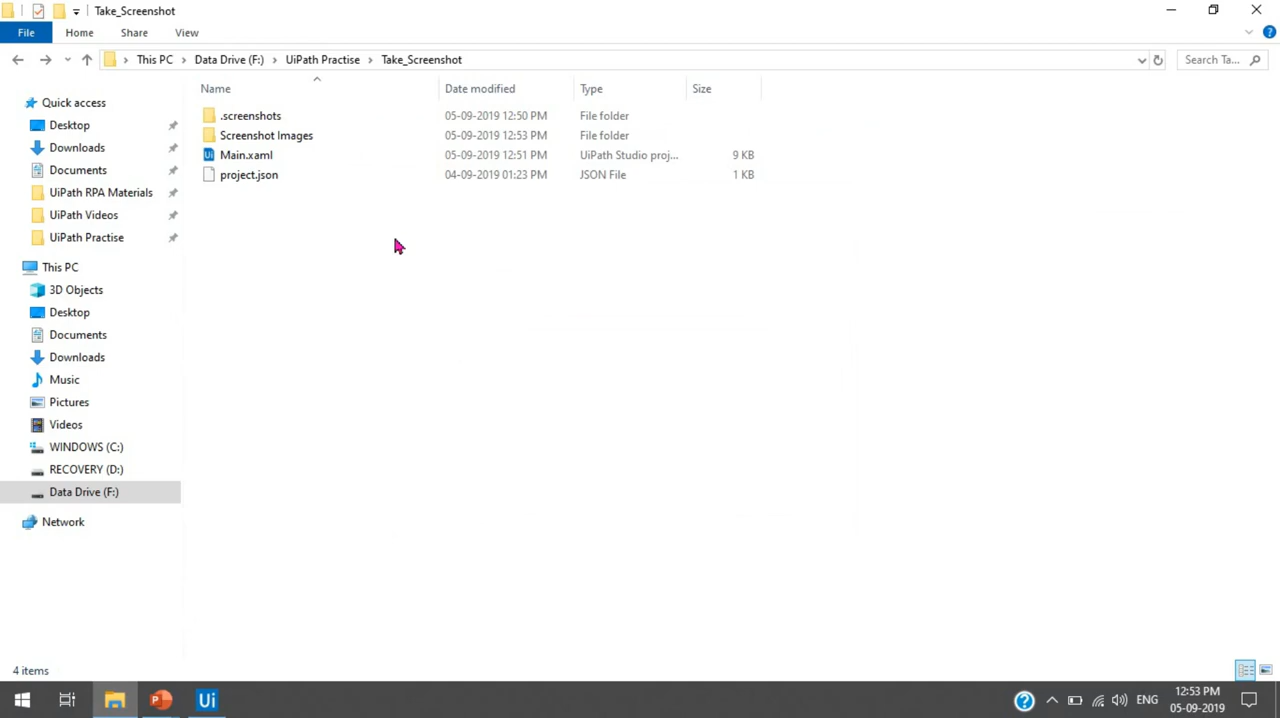 Take_Screenshot
File Home Share View
This PC Data Drive (F:) UiPath Practise Take_Screenshot
Search Ta...
Name Date modified Type Size
.screenshots 05-09-2019 12:50 PM File folder
Screenshot Images 05-09-2019 12:53 PM File folder
Main.xaml 05-09-2019 12:51 PM UiPath Studio proj... 9 KB
project.json 04-09-2019 01:23 PM JSON File 1 KB
Quick access
Desktop
Downloads
Documents
UiPath RPA Materials
UiPath Videos
UiPath Practise
This PC
3D Objects
Desktop
Documents
Downloads
Music
Pictures
Videos
WINDOWS (C:)
RECOVERY (D:)
Data Drive (F:)
Network
4 items
Ui
ENG
12:53 PM
05-09-2019